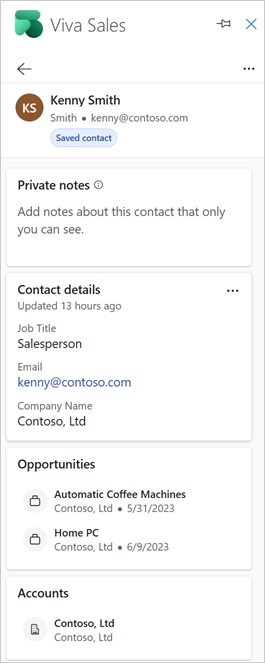 Viva Sales
KS
Kenny Smith
Smith • kenny@contoso.com
Saved contact
Private notes
Add notes about this contact that only
you can see.
Contact details
Updated 13 hours ago
Job Title
Salesperson
Email
kenny@contoso.com
Company Name
Contoso, Ltd
Opportunities
Automatic Coffee Machines
Contoso, Ltd • 5/31/2023
Home PC
Contoso, Ltd • 6/9/2023
Accounts
Contoso, Ltd
Contoso, Ltd